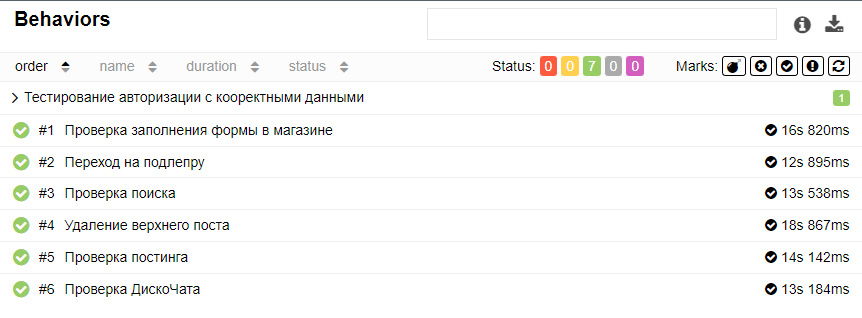 Behaviors
order name duration status Status: 0 0 7 0 0 Marks:
Тестирование авторизации с кооректными данными 1
#1 Проверка заполнения формы в магазине 16s 820ms
#2 Переход на подлепру 12s 895ms
#3 Проверка поиска 13s 538ms
#4 Удаление верхнего поста 18s 867ms
#5 Проверка постинга 14s 142ms
#6 Проверка ДискоЧата 13s 184ms